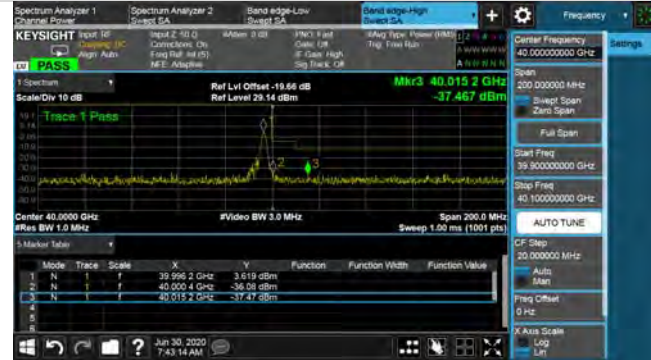 Spectrum Analyzer 1
Channel Power
Spectrum Analyzer 2
Swept SA
Band edge-Low
Swept SA
Band edge-High
Swept SA
Frequency
KEYSIGHT
Input: RF
Coupling: DC
Align: Auto
Input Z: 50 Ω
Corrections: On
Freq Ref: Int (S)
NFE: Adaptive
#Atten: 0 dB
PNO: Fast
Gate: Off
IF Gain: High
Sig Track: Off
#Avg Type: Power (RMS)
Trig: Free Run
PASS
Center Frequency
40.000000000 GHz
Settings
Span
200.000000 MHz
Swept Span
Zero Span
Full Span
Start Freq
39.900000000 GHz
Stop Freq
40.100000000 GHz
AUTO TUNE
CF Step
20.000000 MHz
Auto
Man
Freq Offset
0 Hz
X Axis Scale
Log
Lin
1 Spectrum
Scale/Div 10 dB
Ref Lvl Offset -19.66 dB
Ref Level 29.14 dBm
Mkr3 40.015 2 GHz
-37.467 dBm
Trace 1 Pass
2
3
Center 40.0000 GHz
#Video BW 3.0 MHz
Span 200.0 MHz
#Res BW 1.0 MHz
Sweep 1.00 ms (1001 pts)
5 Marker Table
Mode Trace Scale X Y Function Function Width Function Value
1 N 1 f 39.996 2 GHz 3.619 dBm
2 N 1 f 40.000 4 GHz -36.08 dBm
3 N 1 f 40.015 2 GHz -37.47 dBm
4
5
6
Jun 30, 2020
7:43:14 AM